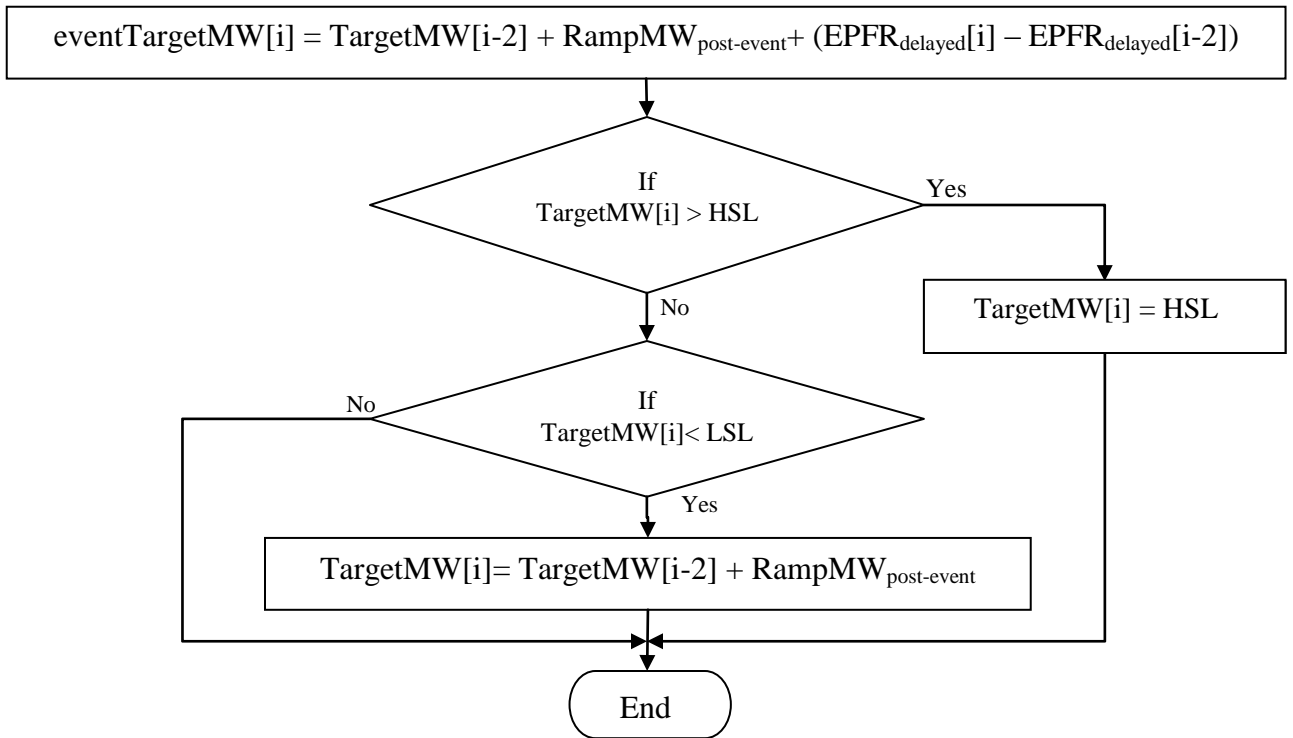 eventTargetMW[i] = TargetMW[i-2] + RampMWpost-event+ (EPFRdelayed[i] – EPFRdelayed[i-2])
If
TargetMW[i] > HSL
Yes
No
TargetMW[i] = HSL
If
TargetMW[i]< LSL
No
Yes
TargetMW[i]= TargetMW[i-2] + RampMWpost-event
End